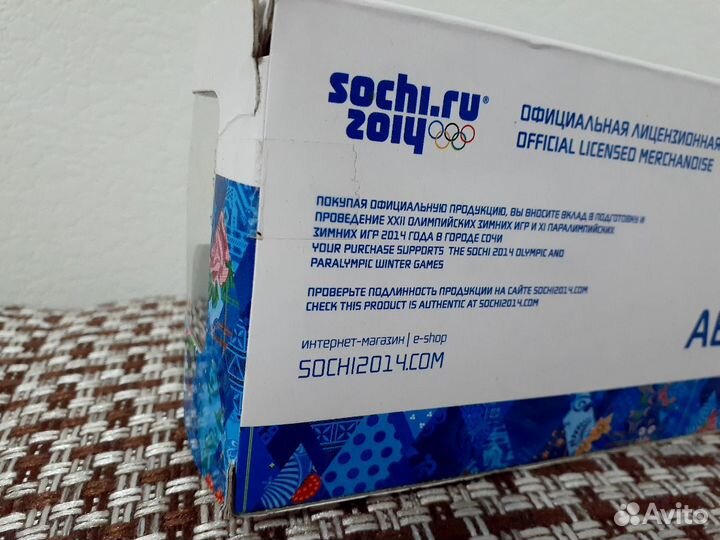 sochi.ru®
2014
ОФИЦИАЛЬНАЯ ЛИЦЕНЗИОННАЯ
OFFICIAL LICENSED MERCHANDISE
ПОКУПАЯ ОФИЦИАЛЬНУЮ ПРОДУКЦИЮ, ВЫ ВНОСИТЕ ВКЛАД В ПОДГОТОВКУ И
ПРОВЕДЕНИЕ XXII ОЛИМПИЙСКИХ ЗИМНИХ ИГР И XI ПАРАЛИМПИЙСКИХ
ЗИМНИХ ИГР 2014 ГОДА В ГОРОДЕ СОЧИ
YOUR PURCHASE SUPPORTS THE SOCHI 2014 OLYMPIC AND
PARALYMPIC WINTER GAMES
ПРОВЕРЬТЕ ПОДЛИННОСТЬ ПРОДУКЦИИ НА САЙТЕ SOCHI2014.COM
CHECK THIS PRODUCT IS AUTHENTIC AT SOCHI2014.COM
интернет-магазин | e-shop
SOCHI2014.COM
Avito